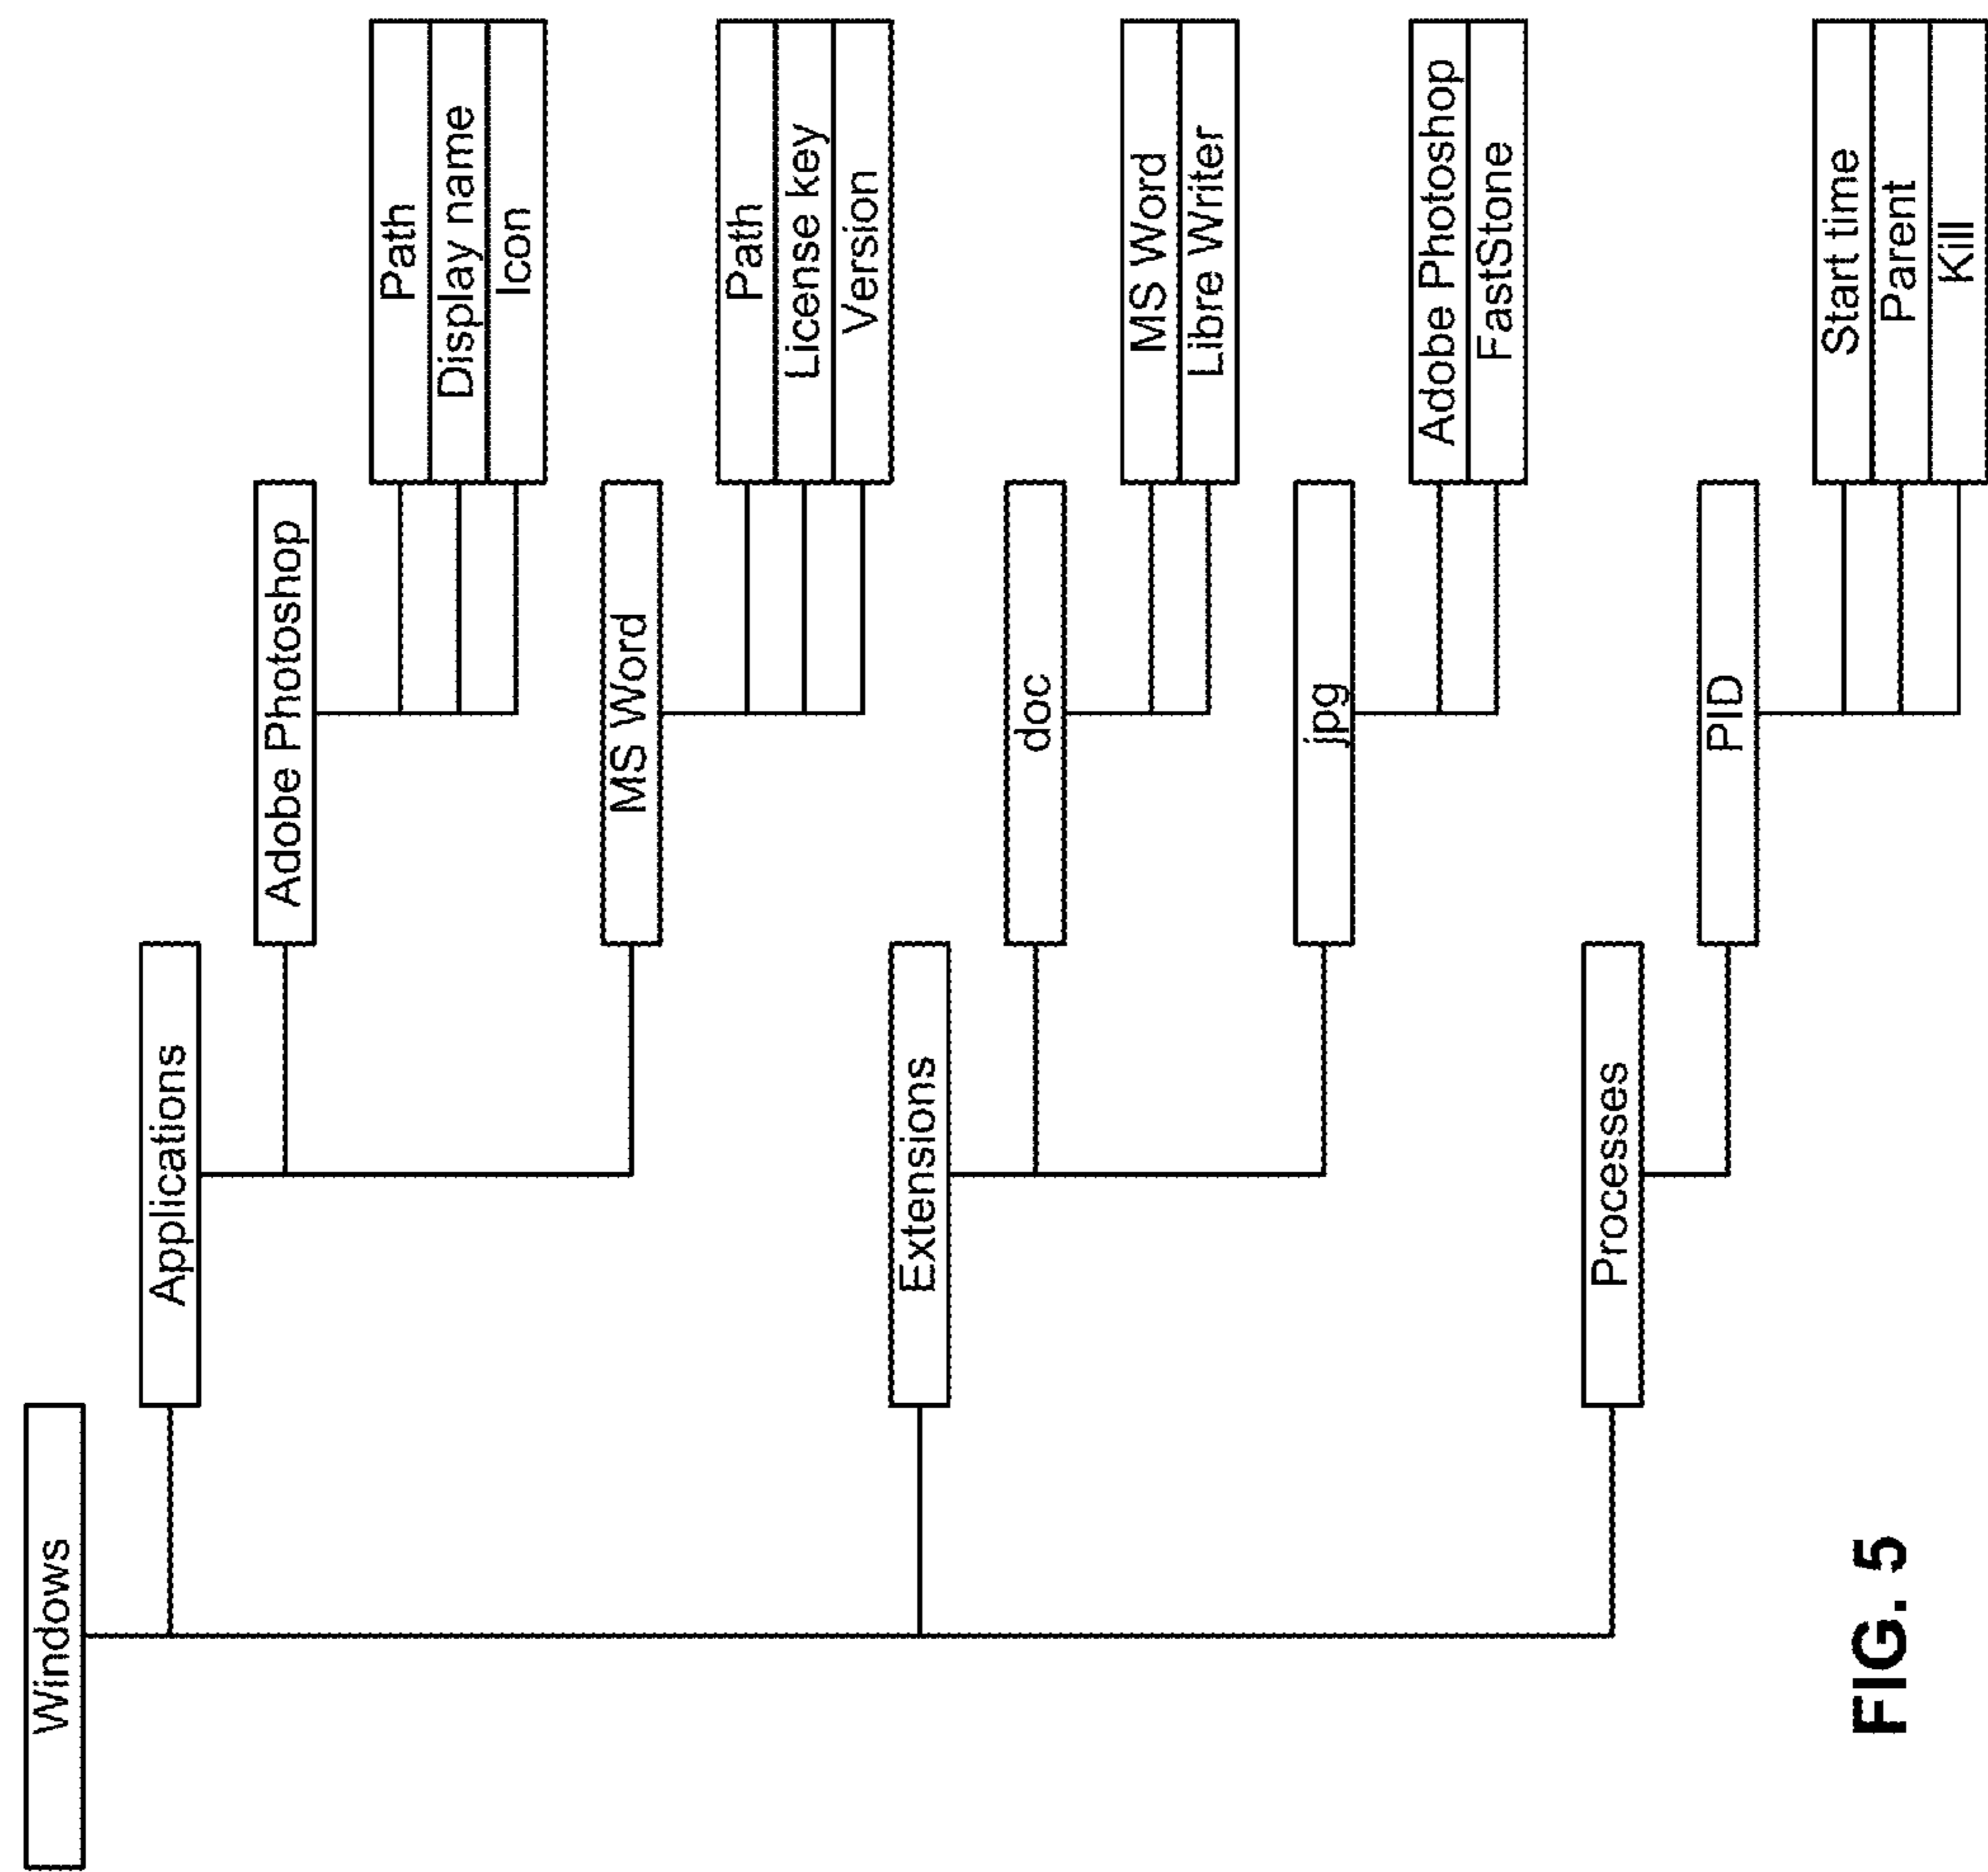 Windows
Applications
Adobe Photoshop
Path
Display name
Icon
MS Word
Path
License key
Version
Extensions
doc
MS Word
Libre Writer
jpg
Adobe Photoshop
FastStone
Processes
PID
Start time
Parent
Kill
FIG. 5